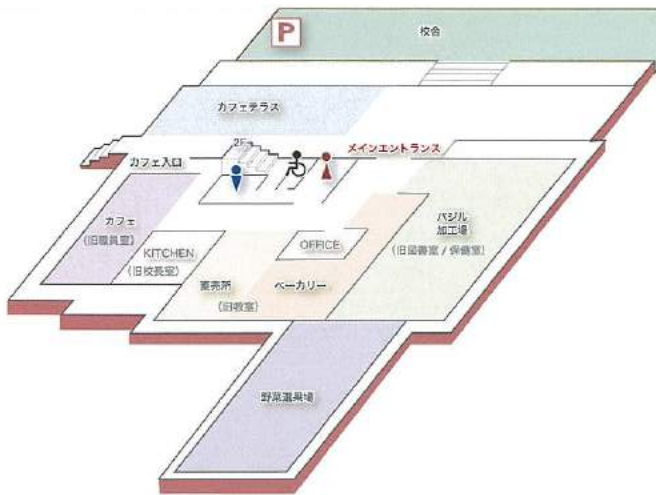 P
校舎
カフェテラス
2F
メインエントランス
カフェ入口
カフェ
(旧職員室)
KITCHEN
(旧校長室)
OFFICE
バジル
加工場
(旧図書室 / 保健室)
直売所
ベーカリー
(旧教室)
野菜選果場